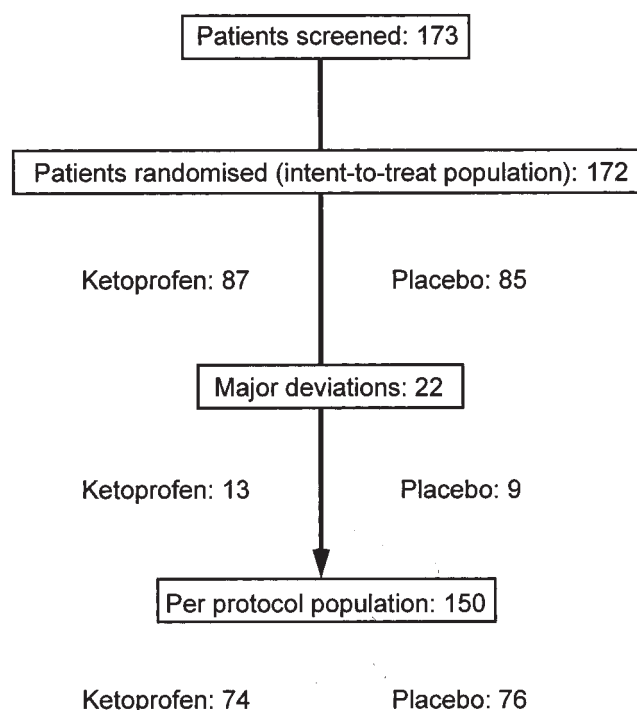 Patients screened: 173
Patients randomised (intent-to-treat population): 172
Ketoprofen: 87 Placebo: 85
Major deviations: 22
Ketoprofen: 13 Placebo: 9
Per protocol population: 150
Ketoprofen: 74 Placebo: 76